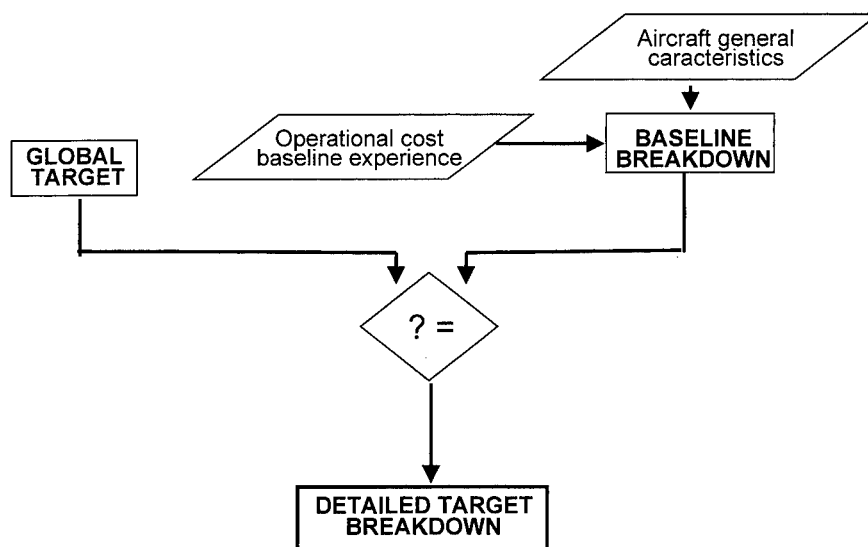 Aircraft general
caracteristics
Operational cost
baseline experience
BASELINE
BREAKDOWN
GLOBAL
TARGET
? =
DETAILED TARGET
BREAKDOWN